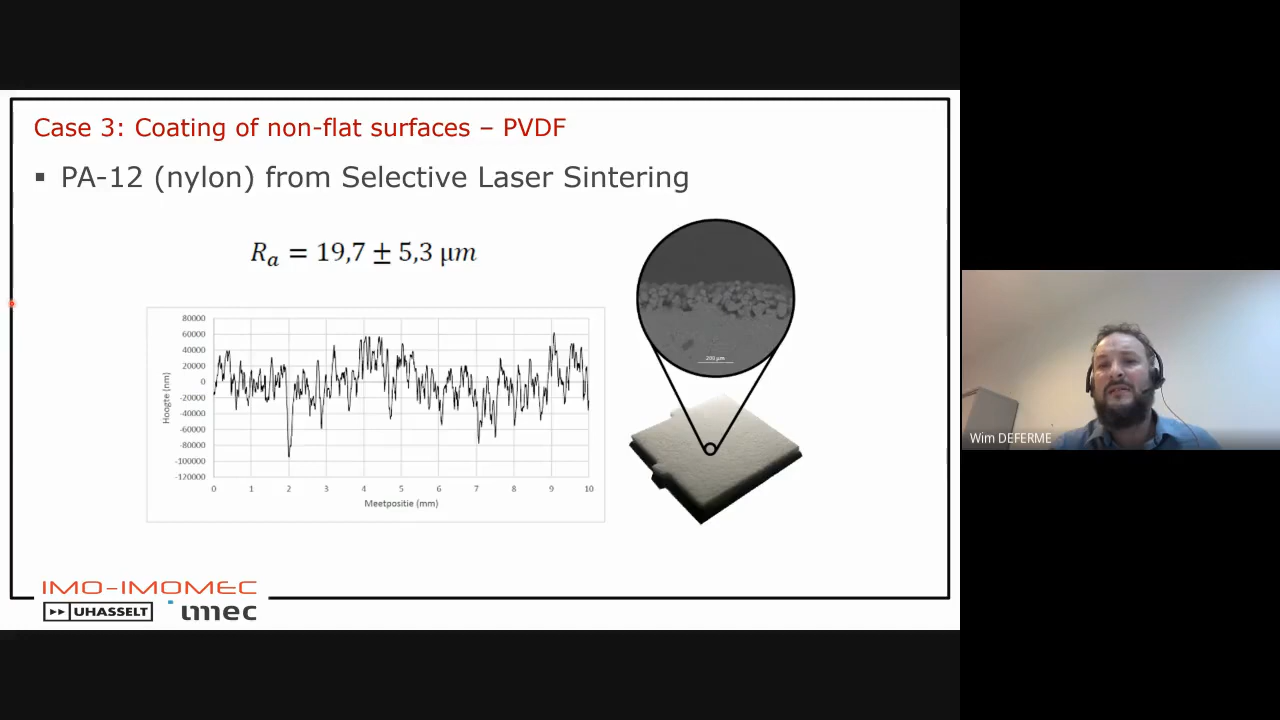 Case 3: Coating of non-flat surfaces – PVDF
▪ PA-12 (nylon) from Selective Laser Sintering
Rₐ = 19,7 ± 5,3 μm
200 μm
80000
60000
40000
20000
0
-20000
-40000
-60000
-80000
-100000
-120000
Hoogte (nm)
0 1 2 3 4 5 6 7 8 9 10
Meetpositie (mm)
Wim DEFERME
IMO-IMOMEC
UHASSELT
imec